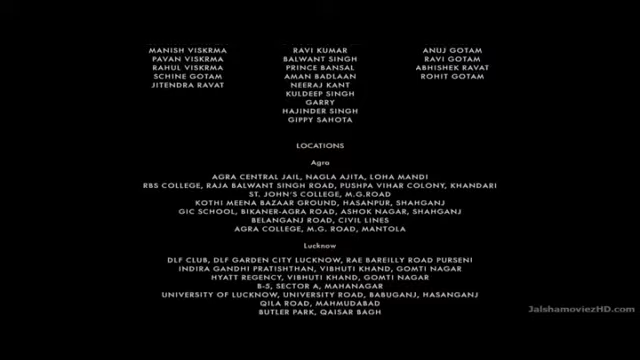 MANISH VISKRMA
PAVAN VISKRMA
RAHUL VISKRMA
SCHINE GOTAM
JITENDRA RAVAT
RAVI KUMAR
BALWANT SINGH
PRINCE BANSAL
AMAN BADLAAN
NEERAJ KANT
KULDEEP SINGH
GARRY
HAJINDER SINGH
GIPPY SAHOTA
ANUJ GOTAM
RAVI GOTAM
ABHISHEK RAVAT
ROHIT GOTAM
LOCATIONS
Agra
AGRA CENTRAL JAIL, NAGLA AJITA, LOHA MANDI
RBS COLLEGE, RAJA BALWANT SINGH ROAD, PUSHPA VIHAR COLONY, KHANDARI
ST. JOHN'S COLLEGE, M.G.ROAD
KOTHI MEENA BAZAAR GROUND, HASANPUR, SHAHGANJ
GIC SCHOOL, BIKANER-AGRA ROAD, ASHOK NAGAR, SHAHGANJ
BELANGANJ ROAD, CIVIL LINES
AGRA COLLEGE, M.G. ROAD, MANTOLA
Lucknow
DLF CLUB, DLF GARDEN CITY LUCKNOW, RAE BAREILLY ROAD PURSENI
INDIRA GANDHI PRATISHTHAN, VIBHUTI KHAND, GOMTI NAGAR
HYATT REGENCY, VIBHUTI KHAND, GOMTI NAGAR
B-5, SECTOR A, MAHANAGAR
UNIVERSITY OF LUCKNOW, UNIVERSITY ROAD, BABUGANJ, HASANGANJ
QILA ROAD, MAHMUDABAD
BUTLER PARK, QAISAR BAGH
JalshamoviezHD.com